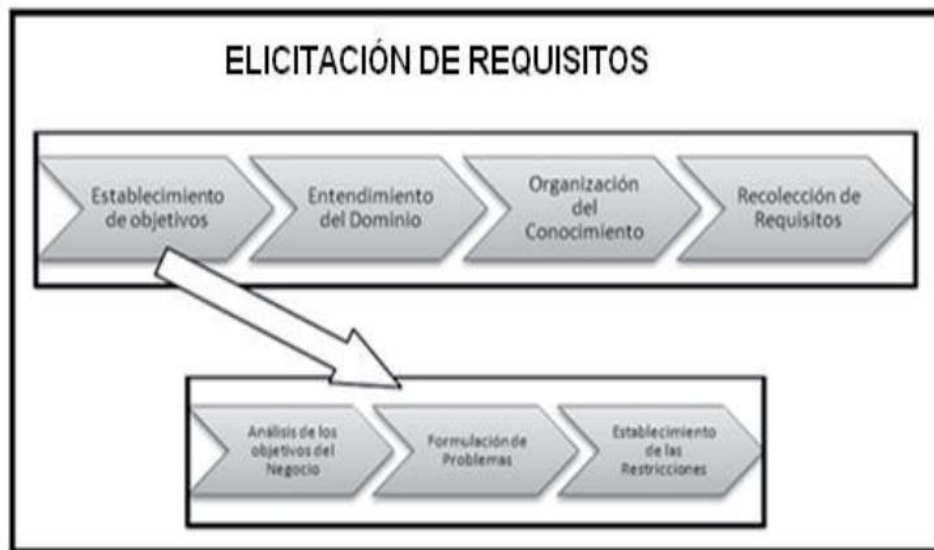 ELICITACIÓN DE REQUISITOS
Establecimiento
de objetivos
Entendimiento
del Dominio
Organización
del
Conocimiento
Recolección de
Requisitos
Análisis de los
objetivos del
Negocio
Formulación de
Problemas
Establecimiento
de las
Restricciones